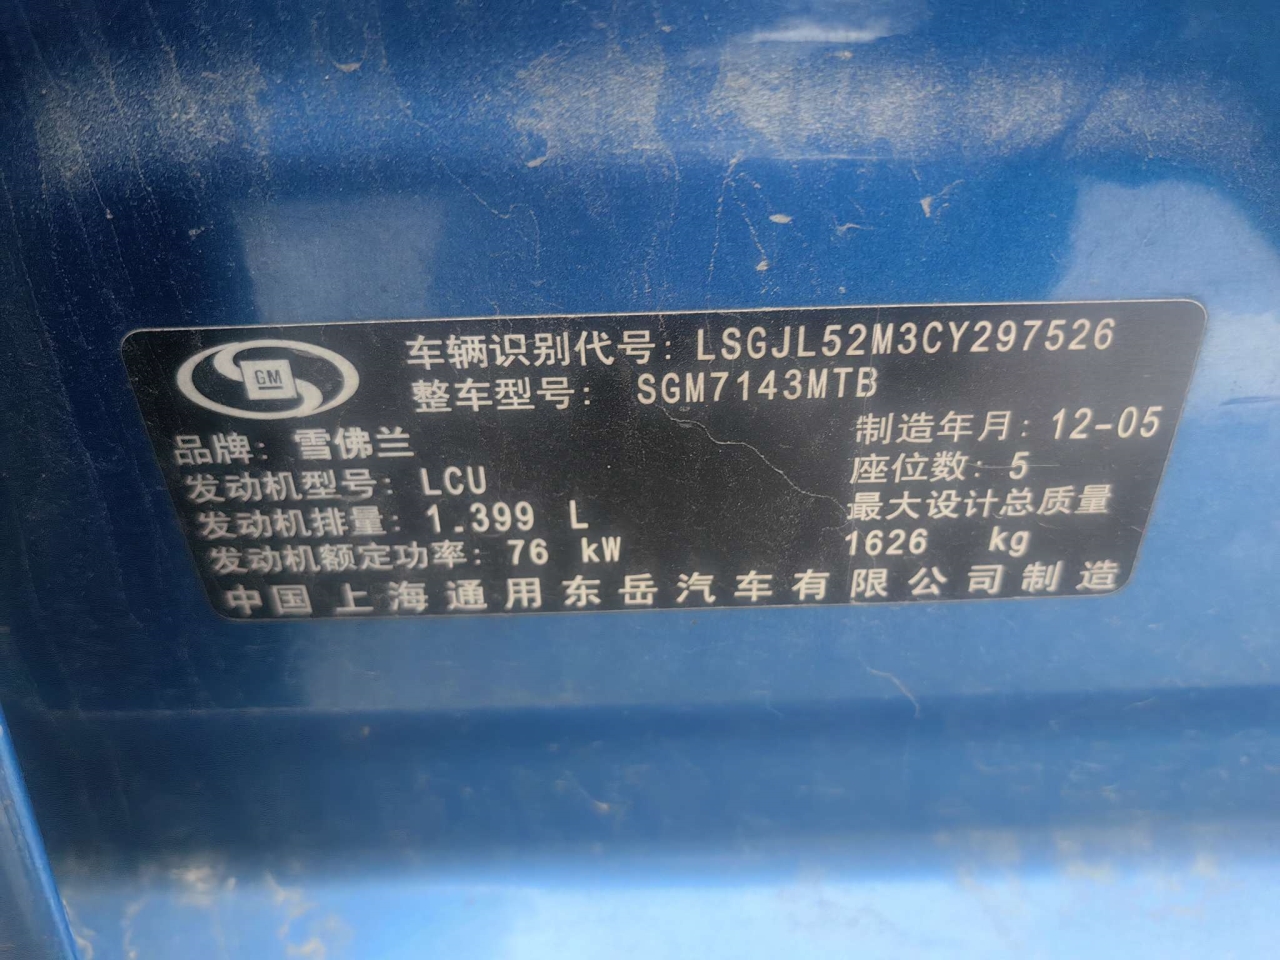 GM
车辆识别代号: LSGJL52M3CY297526
整车型号: SGM7143MTB
品牌: 雪佛兰
制造年月: 12-05
发动机型号: LCU
座位数: 5
发动机排量: 1.399 L
最大设计总质量
发动机额定功率: 76 kW
1626 kg
中国上海通用东岳汽车有限公司制造